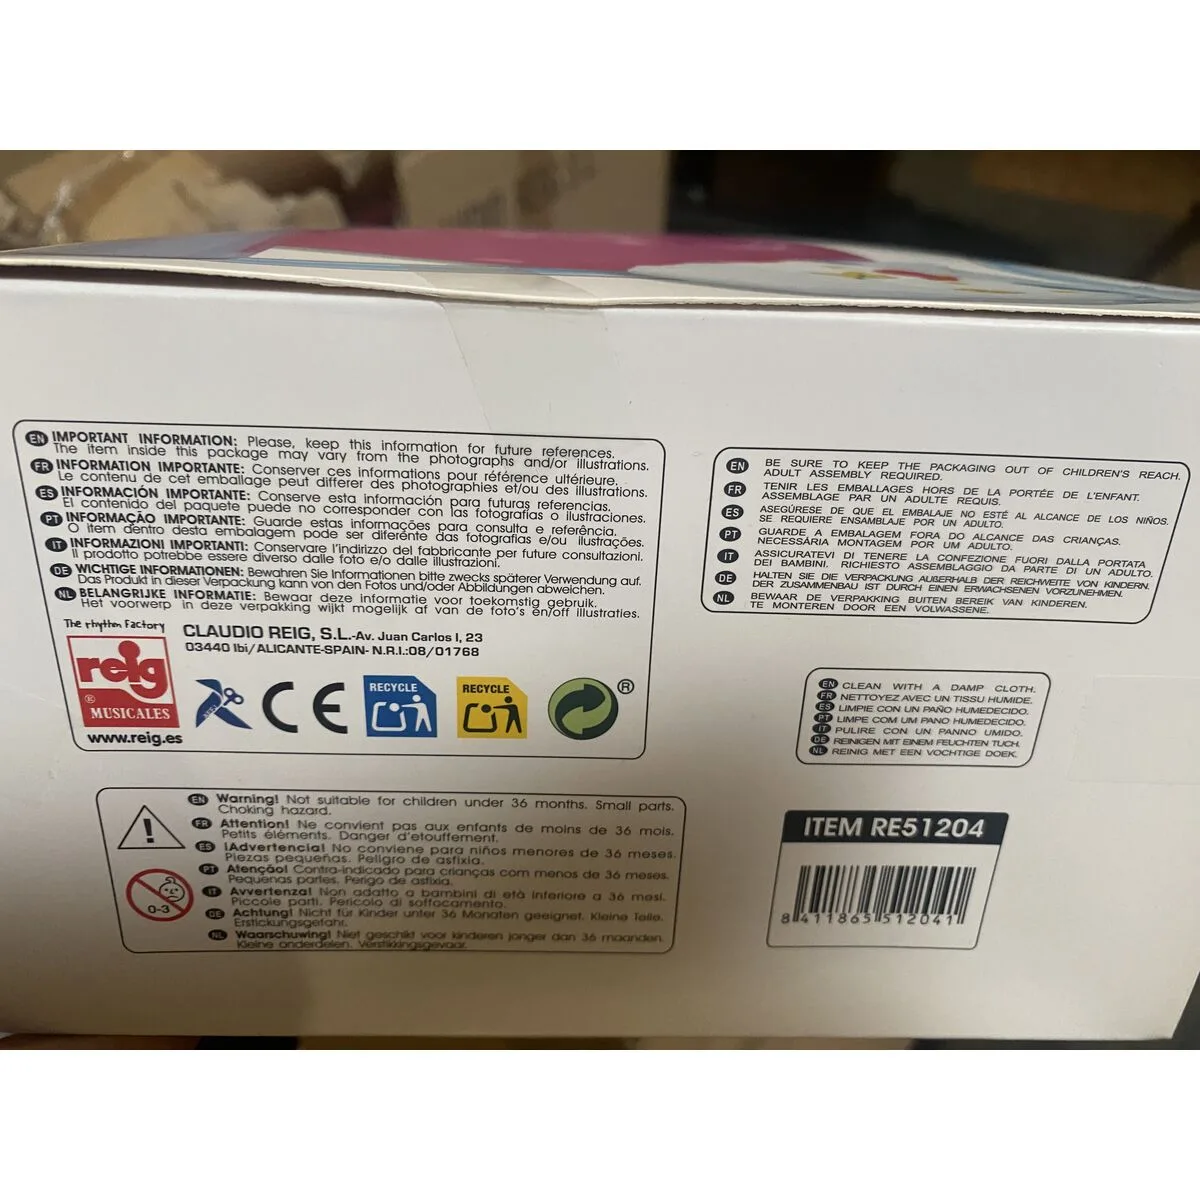 EN IMPORTANT INFORMATION: Please, keep this information for future references.
The item inside this package may vary from the photographs and/or illustrations.
FR INFORMATION IMPORTANTE: Conserver ces informations pour référence ultérieure.
Le contenu de cet emballage peut différer des photographies et/ou des illustrations.
ES INFORMACIÓN IMPORTANTE: Conserve esta información para futuras referencias.
El contenido del paquete puede no corresponder con las fotografías o ilustraciones.
PT INFORMAÇÃO IMPORTANTE: Guarde estas informações para consulta e referência.
O item dentro desta embalagem pode ser diferente das fotografias e/ou ilustrações.
IT INFORMAZIONI IMPORTANTI: Conservare l'indirizzo del fabbricante per future consultazioni.
Il prodotto potrebbe essere diverso dalle foto e/o dalle illustrazioni.
DE WICHTIGE INFORMATIONEN: Bewahren Sie Informationen bitte zwecks späterer Verwendung auf.
Das Produkt in dieser Verpackung kann von den Fotos und/oder Abbildungen abweichen.
NL BELANGRIJKE INFORMATIE: Bewaar deze informatie voor toekomstig gebruik.
Het voorwerp in deze verpakking wijkt mogelijk af van de foto's en/off illustraties.
The rhythm Factory
reig
®
MUSICALES
www.reig.es
CLAUDIO REIG, S.L.-Av. Juan Carlos I, 23
03440 Ibi/ALICANTE-SPAIN- N.R.I.:08/01768
CE
RECYCLE
RECYCLE
®
EN Warning! Not suitable for children under 36 months. Small parts.
Choking hazard.
FR Attention! Ne convient pas aux enfants de moins de 36 mois.
Petits éléments. Danger d'étouffement.
ES ¡Advertencia! No conviene para niños menores de 36 meses.
Piezas pequeñas. Peligro de asfixia.
PT Atenção! Contra-indicado para crianças com menos de 36 meses.
Pequenas partes. Perigo de asfixia.
IT Avvertenza! Non adatto a bambini di età inferiore a 36 mesi.
Piccole parti. Pericolo di soffocamento.
DE Achtung! Nicht für Kinder unter 36 Monaten geeignet. Kleine Teile.
Erstickungsgefahr.
NL Waarschuwing! Niet geschikt voor kinderen jonger dan 36 maanden.
Kleine onderdelen. Verstikkingsgevaar.
0-3
EN BE SURE TO KEEP THE PACKAGING OUT OF CHILDREN'S REACH.
ADULT ASSEMBLY REQUIRED.
FR TENIR LES EMBALLAGES HORS DE LA PORTÉE DE L'ENFANT.
ASSEMBLAGE PAR UN ADULTE REQUIS.
ES ASEGÚRESE DE QUE EL EMBALAJE NO ESTÉ AL ALCANCE DE LOS NIÑOS.
SE REQUIERE ENSAMBLAJE POR UN ADULTO.
PT GUARDE A EMBALAGEM FORA DO ALCANCE DAS CRIANÇAS.
NECESSÁRIA MONTAGEM POR UM ADULTO.
IT ASSICURATEVI DI TENERE LA CONFEZIONE FUORI DALLA PORTATA
DEI BAMBINI. RICHIESTO ASSEMBLAGGIO DA PARTE DI UN ADULTO.
DE HALTEN SIE DIE VERPACKUNG AUßERHALB DER REICHWEITE VON KINDERN.
DER ZUSAMMENBAU IST DURCH EINEN ERWACHSENEN VORZUNEHMEN.
NL BEWAAR DE VERPAKKING BUITEN BEREIK VAN KINDEREN.
TE MONTEREN DOOR EEN VOLWASSENE.
EN CLEAN WITH A DAMP CLOTH.
FR NETTOYEZ AVEC UN TISSU HUMIDE.
ES LIMPIE CON UN PAÑO HUMEDECIDO.
PT LIMPE COM UM PANO HUMEDECIDO.
IT PULIRE CON UN PANNO UMIDO.
DE REINIGEN MIT EINEM FEUCHTEN TUCH.
NL REINIG MET EEN VOCHTIGE DOEK.
ITEM RE51204
8 411865 512041